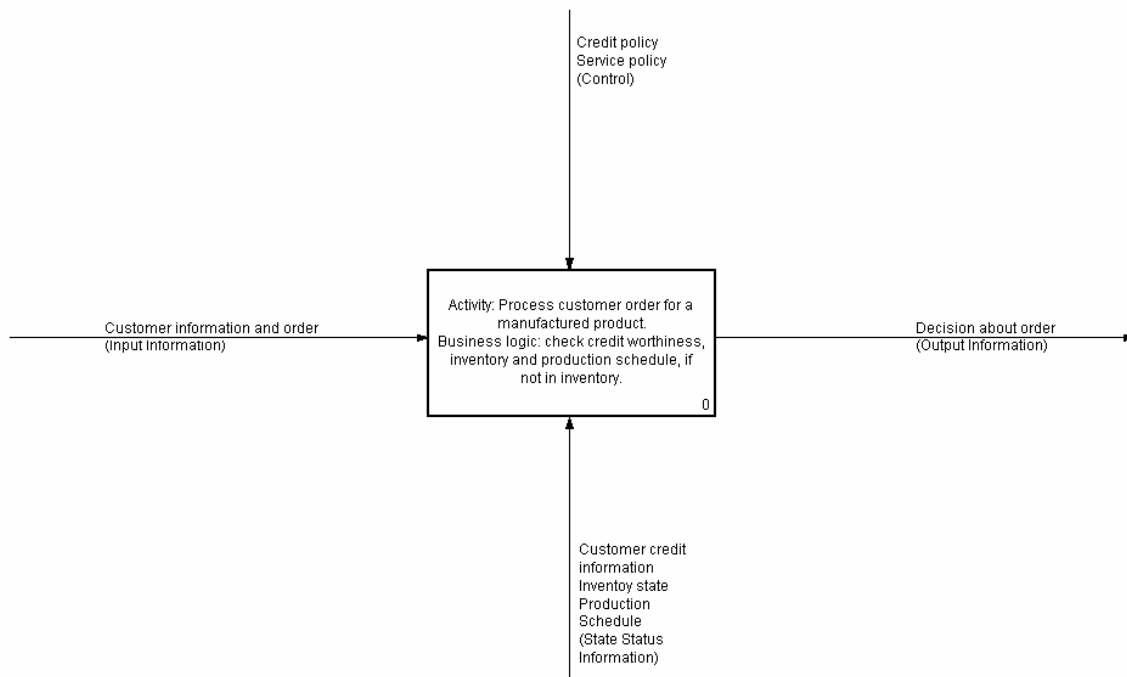 Credit policy
Service policy
(Control)
Activity: Process customer order for a
manufactured product.
Business logic: check credit worthiness,
inventory and production schedule, if
not in inventory.
0
Customer information and order
(Input Information)
Decision about order
(Output Information)
Customer credit
information
Inventoy state
Production
Schedule
(State Status
Information)